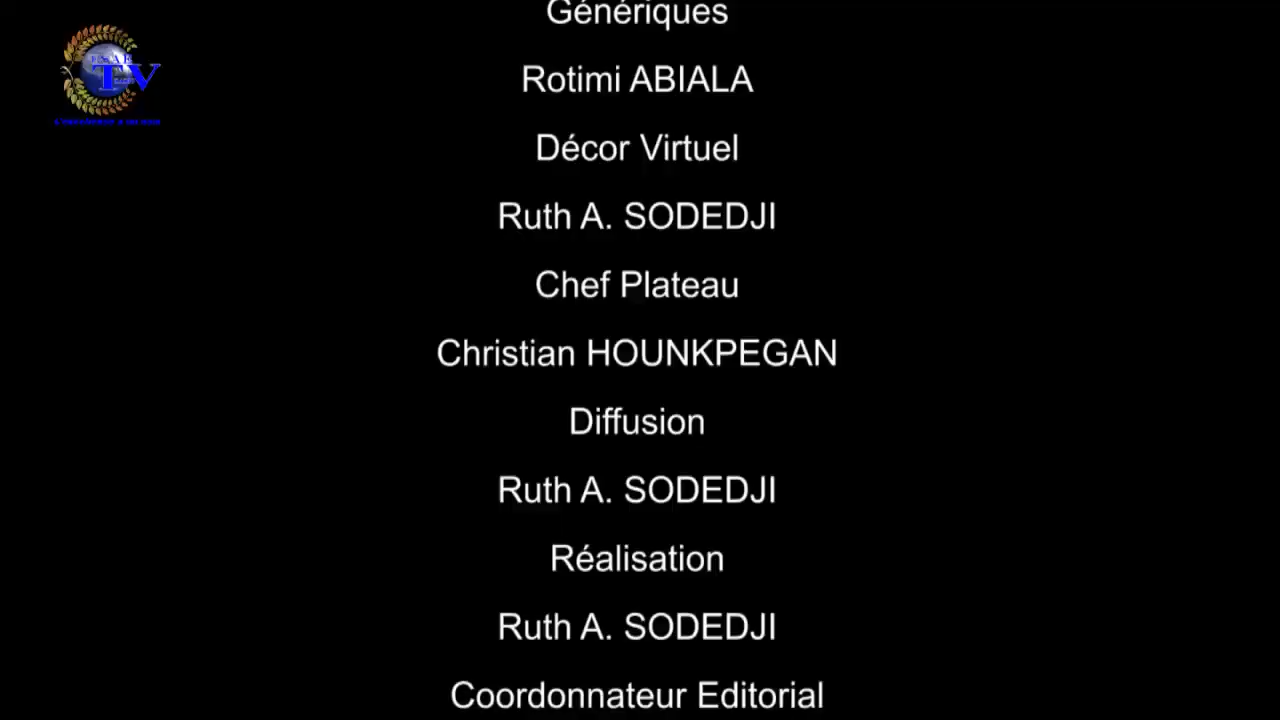 Génériques
Rotimi ABIALA
Décor Virtuel
Ruth A. SODEDJI
Chef Plateau
Christian HOUNKPEGAN
Diffusion
Ruth A. SODEDJI
Réalisation
Ruth A. SODEDJI
Coordonnateur Editorial
TV